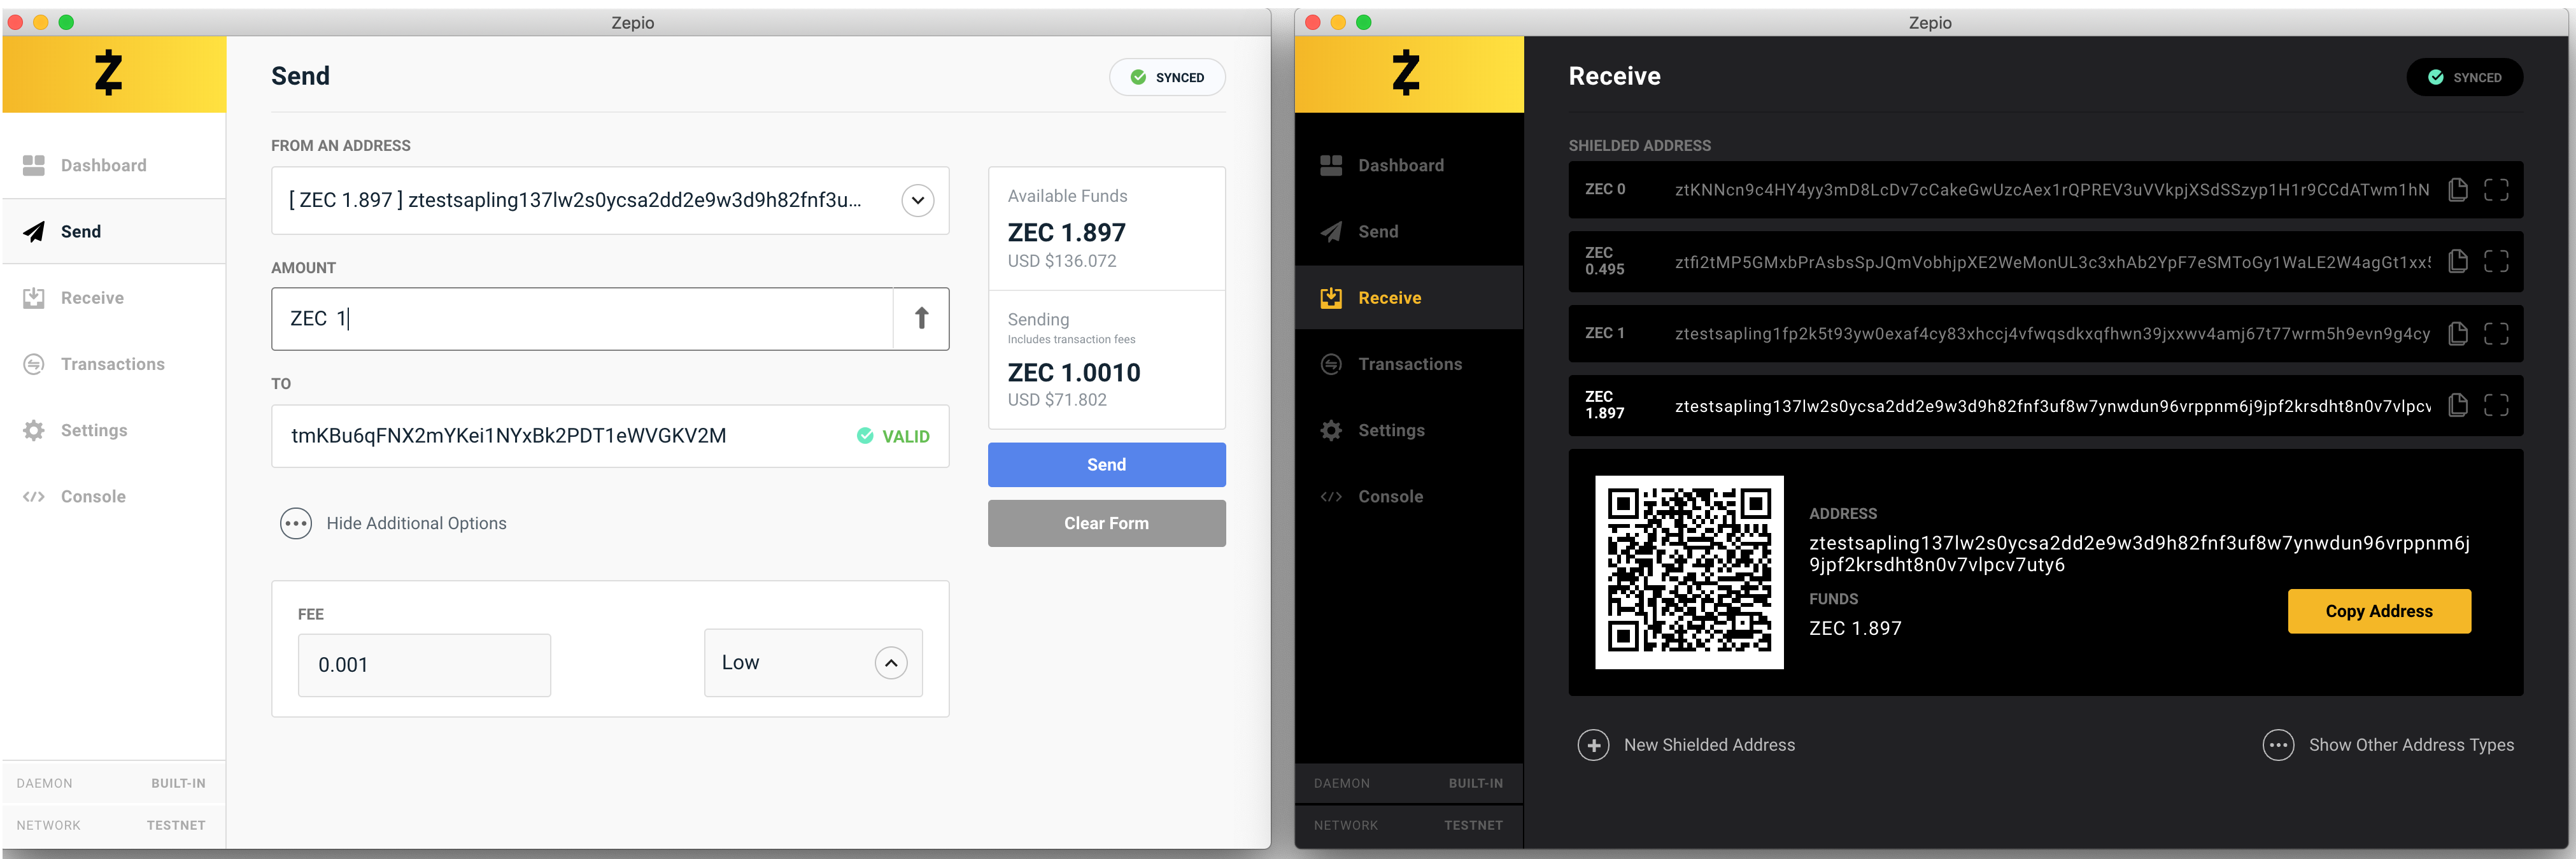 Zepio
Send
SYNCED
Dashboard
Send
Receive
Transactions
Settings
Console
DAEMON BUILT-IN
NETWORK TESTNET
FROM AN ADDRESS
[ ZEC 1.897 ] ztestsapling137lw2s0ycsa2dd2e9w3d9h82fnf3u...
AMOUNT
ZEC 1
TO
tmKBu6qFNX2mYKei1NYxBk2PDT1eWVGKV2M
VALID
Hide Additional Options
FEE
0.001
Low
Available Funds
ZEC 1.897
USD $136.072
Sending
Includes transaction fees
ZEC 1.0010
USD $71.802
Send
Clear Form
Zepio
Receive
SYNCED
Dashboard
Send
Receive
Transactions
Settings
Console
DAEMON BUILT-IN
NETWORK TESTNET
SHIELDED ADDRESS
ZEC 0 ztKNNcn9c4HY4yy3mD8LcDv7cCakeGwUzcAex1rQPREV3uVVkpjXSdSSzyp1H1r9CCdATwm1hN
ZEC
0.495 ztfi2tMP5GMxbPrAsbsSpJQmVobhjpXE2WeMonUL3c3xhAb2YpF7eSMToGy1WaLE2W4agGt1xx
ZEC 1 ztestsapling1fp2k5t93yw0exaf4cy83xhccj4vfwqsdkxqfhwn39jxxwv4amj67t77wrm5h9evn9g4cy
ZEC
1.897 ztestsapling137lw2s0ycsa2dd2e9w3d9h82fnf3uf8w7ynwdun96vrppnm6j9jpf2krsdht8n0v7vlpcv
ADDRESS
ztestsapling137lw2s0ycsa2dd2e9w3d9h82fnf3uf8w7ynwdun96vrppnm6j
9jpf2krsdht8n0v7vlpcv7uty6
FUNDS
ZEC 1.897
Copy Address
New Shielded Address
Show Other Address Types